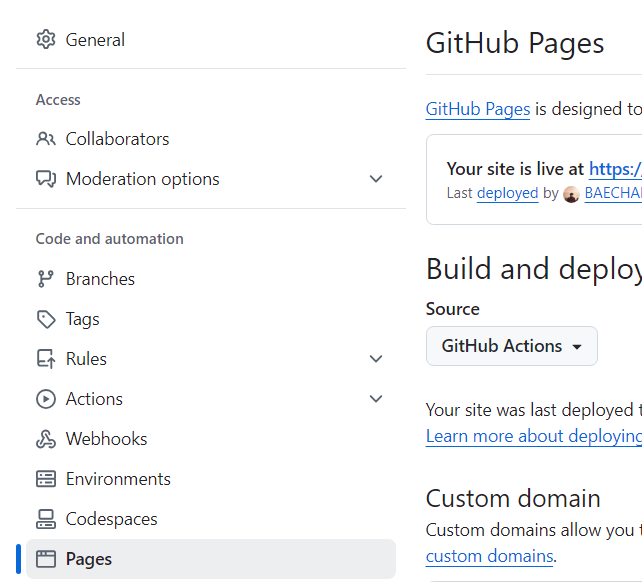 General
Access
Collaborators
Moderation options
Code and automation
Branches
Tags
Rules
Actions
Webhooks
Environments
Codespaces
Pages
GitHub Pages
GitHub Pages is designed to
Your site is live at https:/
Last deployed by BAECHA
Build and deploy
Source
GitHub Actions
Your site was last deployed
Learn more about deploying
Custom domain
Custom domains allow you
custom domains.